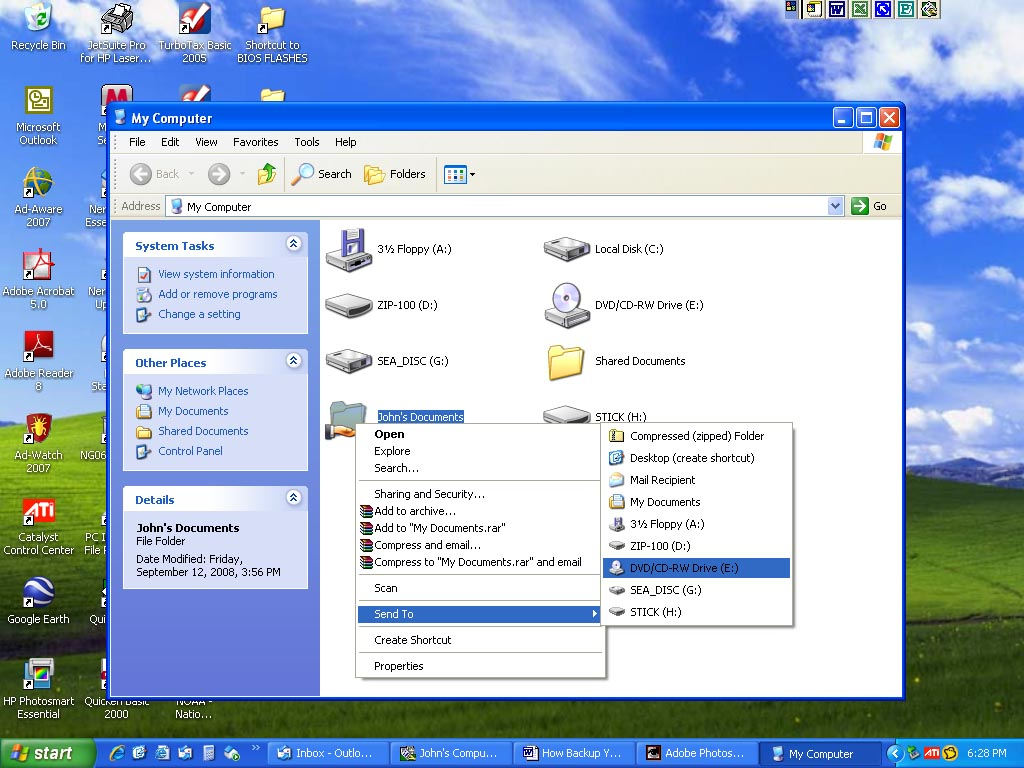 Recycle Bin
JetSuite Pro
for HP Laser...
TurboTax Basic
2005
Shortcut to
BIOS FLASHES
Microsoft
Outlook
Ad-Aware
2007
Adobe Acrobat
5.0
Adobe Reader
8
Ad-Watch
2007
Catalyst
Control Center
Google Earth
HP Photosmart
Essential
Quicken Basic
2000
NOAA -
Natio...
My Computer
File Edit View Favorites Tools Help
Back Search Folders
Address My Computer Go
System Tasks
View system information
Add or remove programs
Change a setting
Other Places
My Network Places
My Documents
Shared Documents
Control Panel
Details
John's Documents
File Folder
Date Modified: Friday,
September 12, 2008, 3:56 PM
3½ Floppy (A:)
Local Disk (C:)
ZIP-100 (D:)
DVD/CD-RW Drive (E:)
SEA_DISC (G:)
Shared Documents
John's Documents
STICK (H:)
Open
Explore
Search...
Sharing and Security...
Add to archive...
Add to "My Documents.rar"
Compress and email...
Compress to "My Documents.rar" and email
Scan
Send To
Create Shortcut
Properties
Compressed (zipped) Folder
Desktop (create shortcut)
Mail Recipient
My Documents
3½ Floppy (A:)
ZIP-100 (D:)
DVD/CD-RW Drive (E:)
SEA_DISC (G:)
STICK (H:)
start
Inbox - Outlo...
John's Compu...
How Backup Y...
Adobe Photos...
My Computer
ATI
6:28 PM